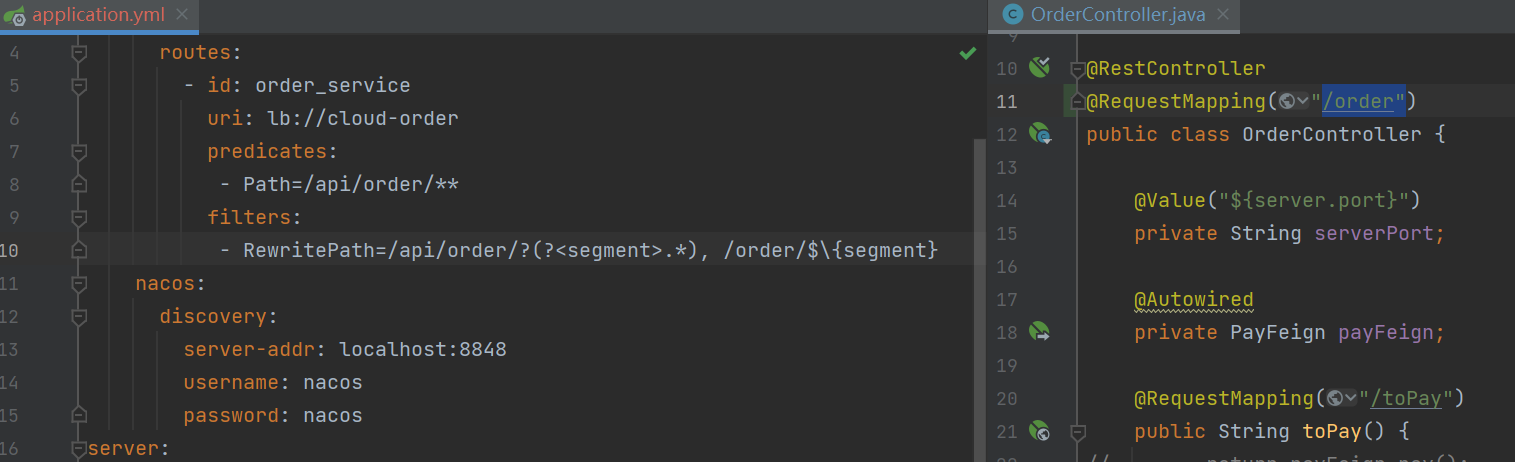 application.yml
4 routes:
5 - id: order_service
6 uri: lb://cloud-order
7 predicates:
8 - Path=/api/order/**
9 filters:
10 - RewritePath=/api/order/?(?<segment>.*), /order/$\{segment}
11 nacos:
12 discovery:
13 server-addr: localhost:8848
14 username: nacos
15 password: nacos
16 server:
OrderController.java
9
10 @RestController
11 @RequestMapping("/order")
12 public class OrderController {
13
14 @Value("${server.port}")
15 private String serverPort;
16
17 @Autowired
18 private PayFeign payFeign;
19
20 @RequestMapping("/toPay")
21 public String toPay() {
// return payFeign.pay();